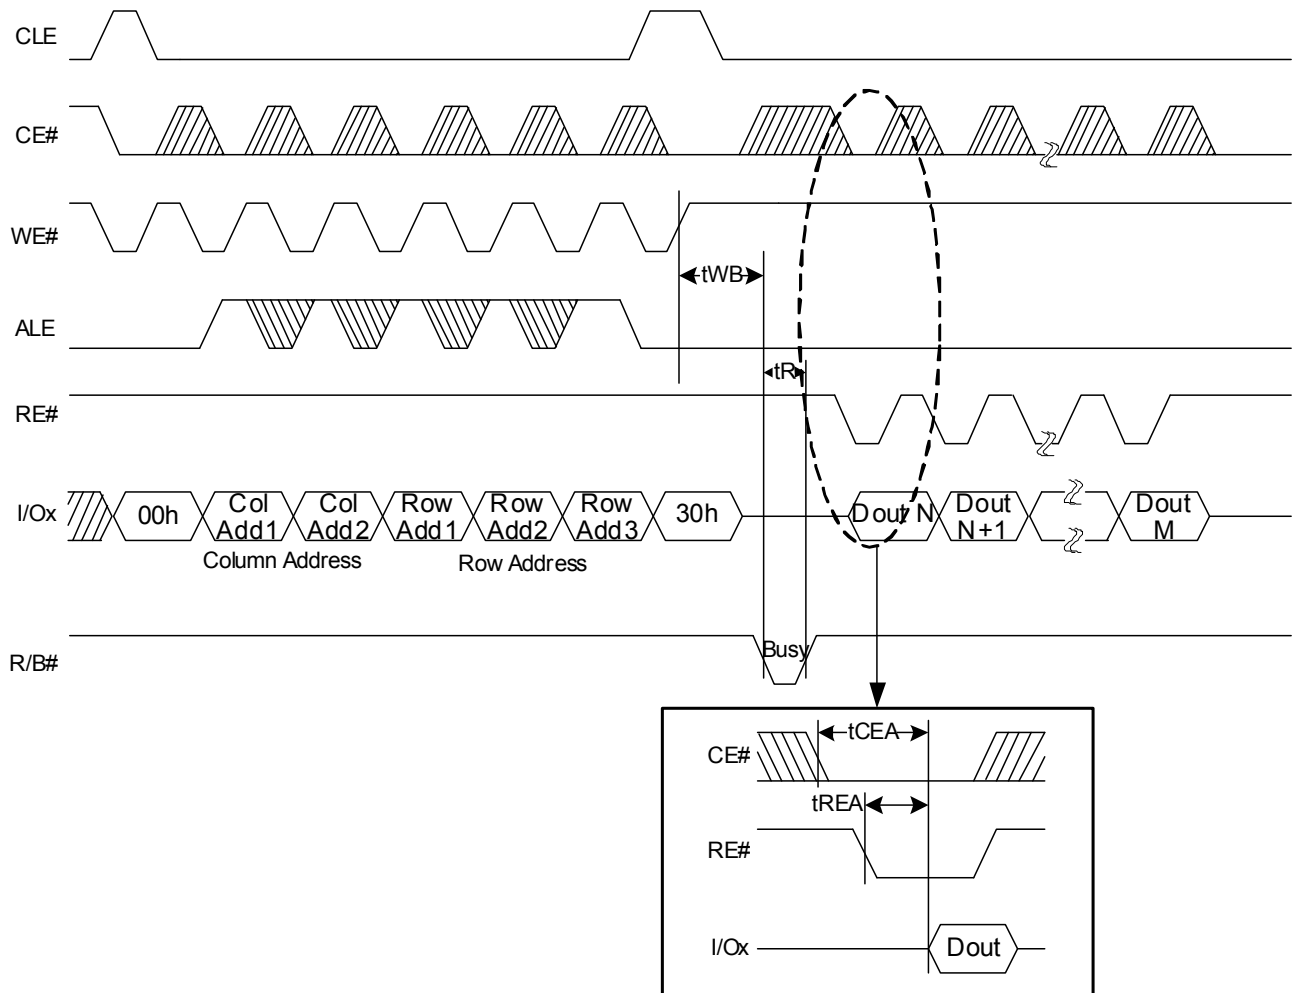 CLE
CE#
WE#
tWB
ALE
tR
RE#
I/Ox
00h
Col Add1
Col Add2
Row Add1
Row Add2
Row Add3
30h
Dout N
Dout N+1
Dout M
Column Address
Row Address
R/B#
Busy
tCEA
CE#
tREA
RE#
I/Ox
Dout